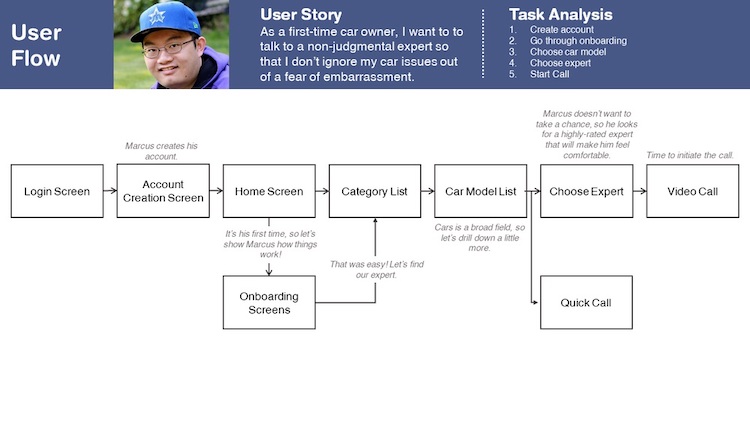 User
Flow
User Story
As a first-time car owner, I want to to
talk to a non-judgmental expert so
that I don't ignore my car issues out
of a fear of embarrassment.
Task Analysis
1. Create account
2. Go through onboarding
3. Choose car model
4. Choose expert
5. Start Call
Marcus creates his
account.
Marcus doesn't want to
take a chance, so he looks
for a highly-rated expert
that will make him feel
comfortable.
Time to initiate the call.
Login Screen
Account
Creation Screen
Home Screen
Category List
Car Model List
Choose Expert
Video Call
It's his first time, so let's
show Marcus how things
work!
Cars is a broad field, so
let's drill down a little
more.
That was easy! Let's find
our expert.
Onboarding
Screens
Quick Call